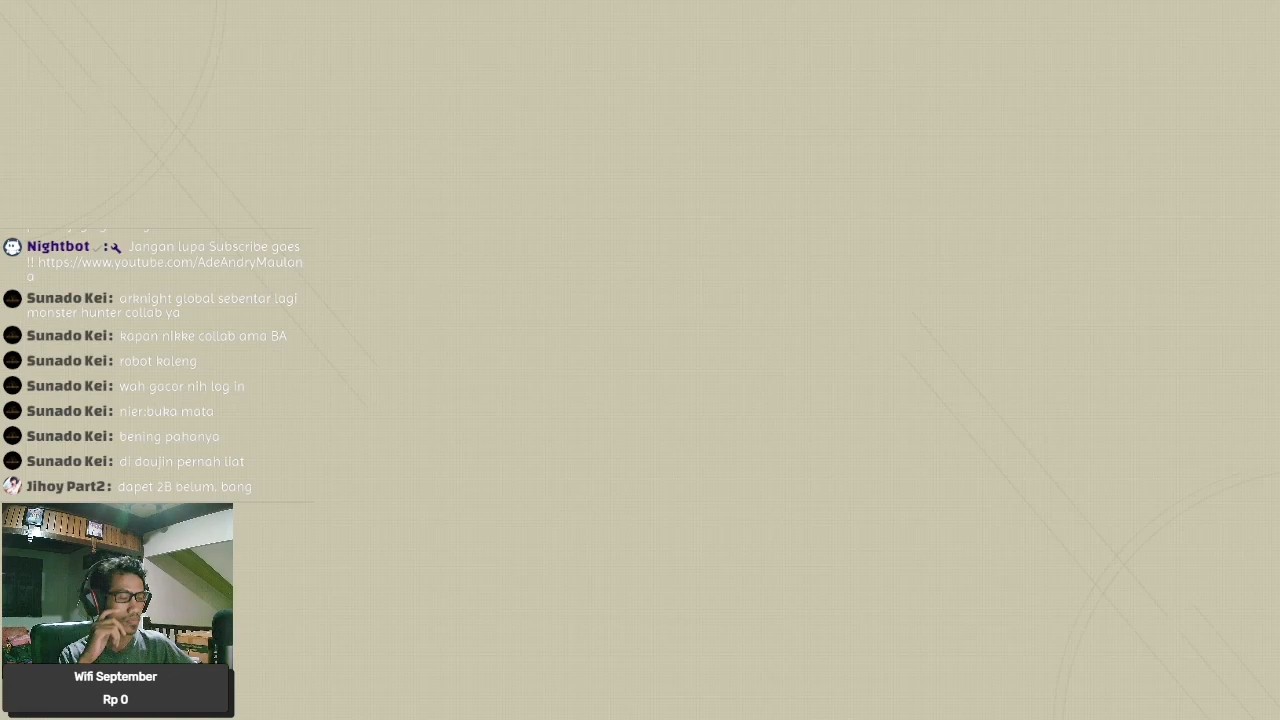 Nightbot : Jangan lupa Subscribe gaes
!! https://www.youtube.com/AdeAndryMaulan
a
Sunado Kei: arknight global sebentar lagi
monster hunter collab ya
Sunado Kei: kapan nikke collab ama BA
Sunado Kei: robot kaleng
Sunado Kei: wah gacor nih log in
Sunado Kei: nier:buka mata
Sunado Kei: bening pahanya
Sunado Kei: di doujin pernah liat
Jihoy Part2: dapet 2B belum. bang
Wifi September
Rp 0